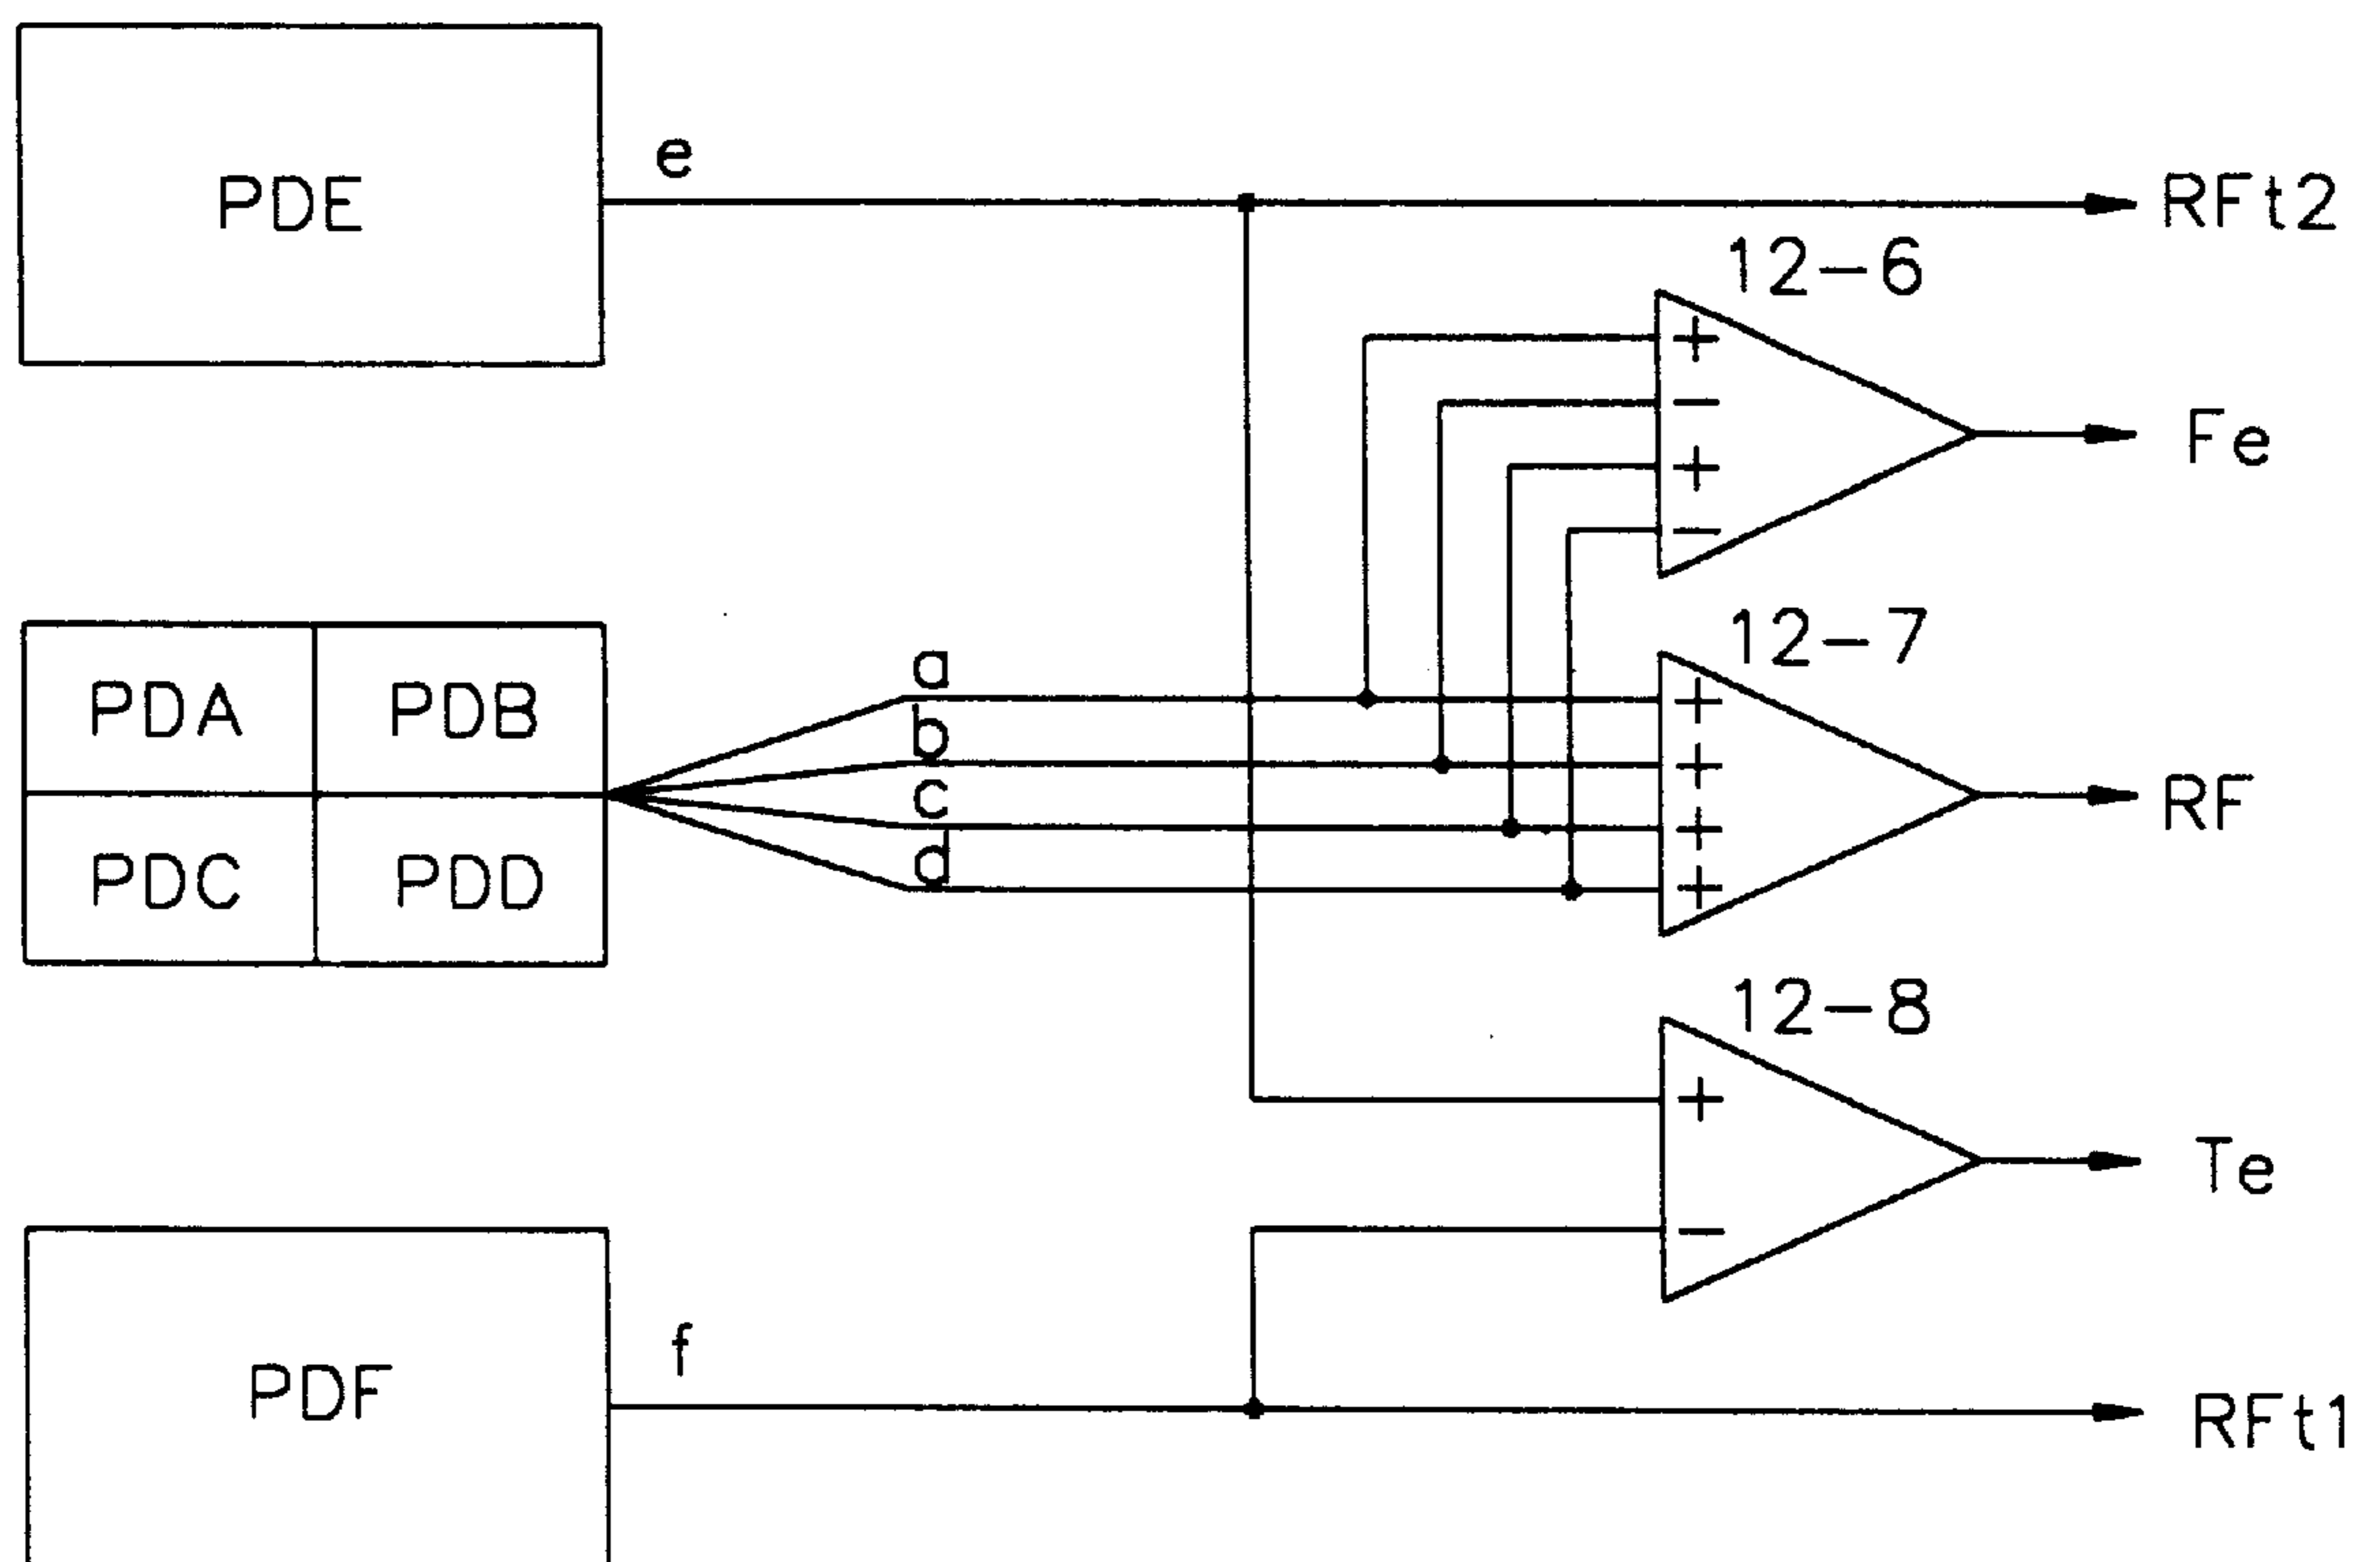 PDE
e
RFt2
12-6
+
−
+
−
Fe
PDA
PDB
PDC
PDD
a
b
c
d
12-7
+
+
+
+
RF
12-8
+
−
Te
PDF
f
RFt1